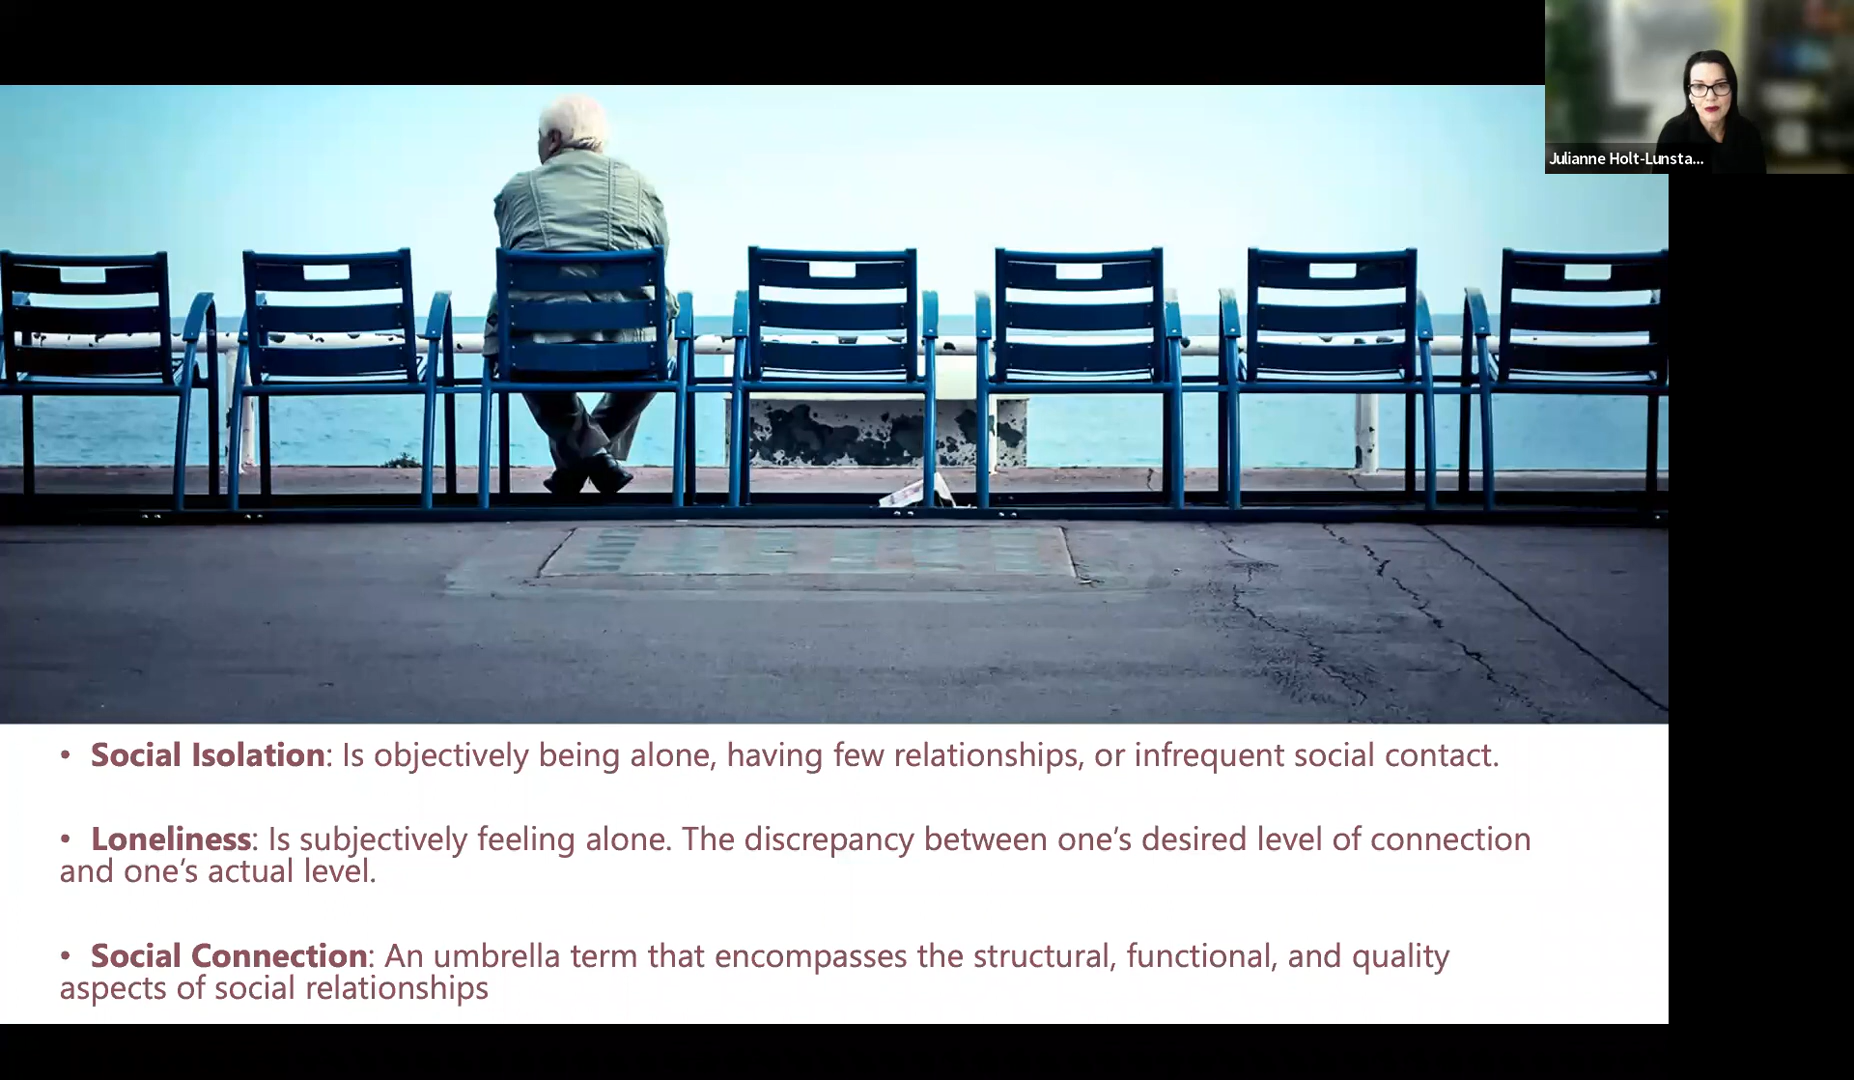 Julianne Holt-Lunsta...
• Social Isolation: Is objectively being alone, having few relationships, or infrequent social contact.
• Loneliness: Is subjectively feeling alone. The discrepancy between one’s desired level of connection
and one’s actual level.
• Social Connection: An umbrella term that encompasses the structural, functional, and quality
aspects of social relationships